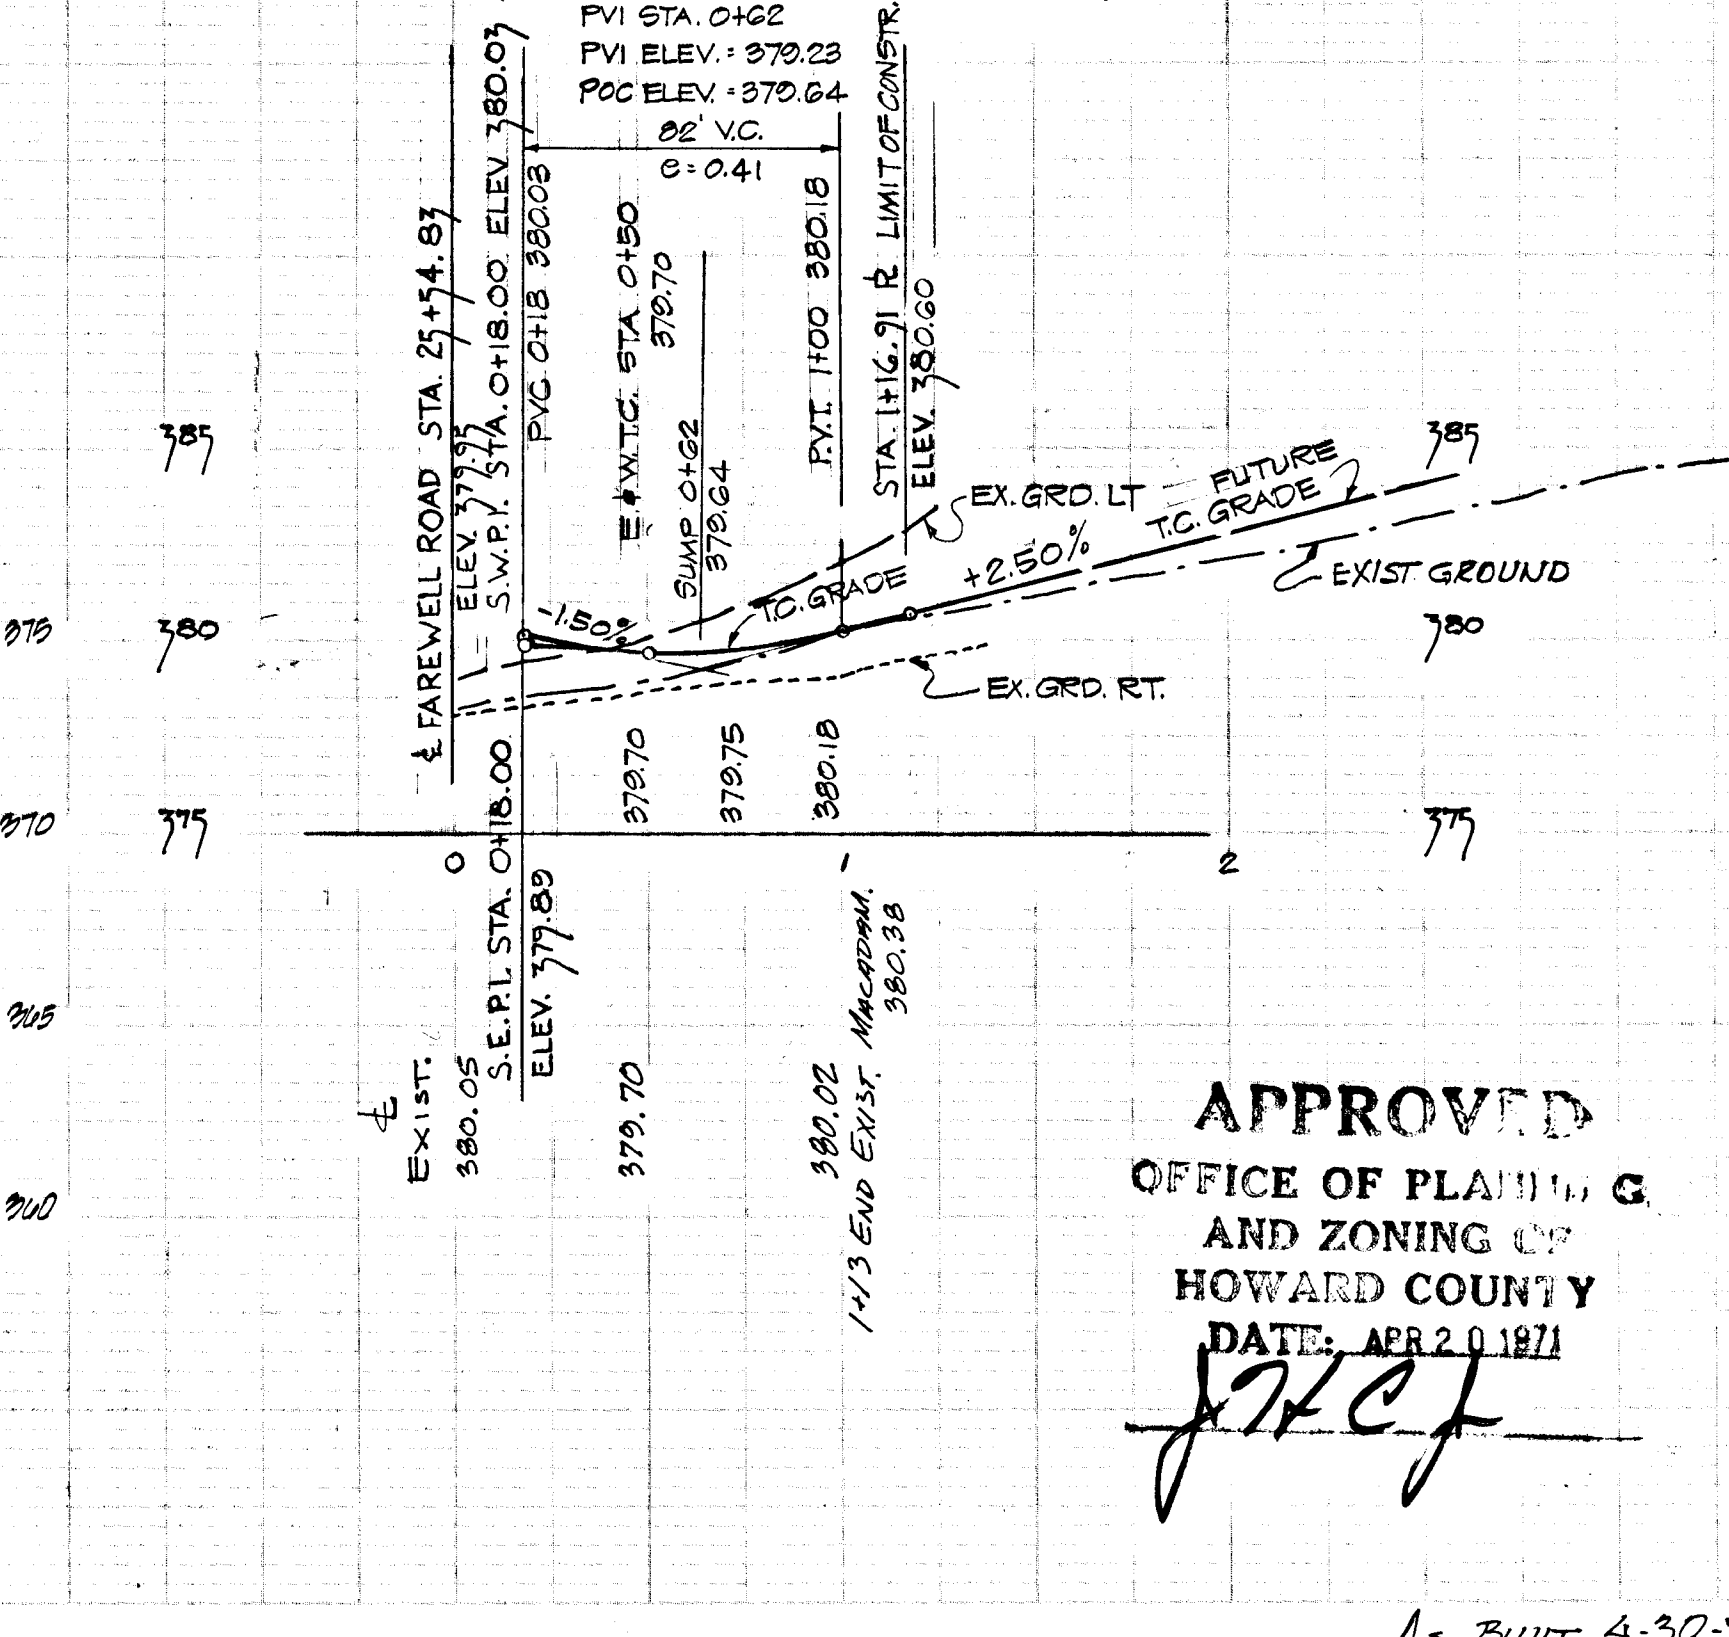 PVI STA. 0+62
PVI ELEV. = 379.23
POC ELEV. = 379.64
82' V.C.
e = 0.41
℄ FAREWELL ROAD STA. 25+54.83
ELEV. 379.95
S.W.P.I. STA. 0+18.00 ELEV 380.03
PVC 0+18 380.03
E. & W. T.C. STA. 0+50
379.70
SUMP 0+62
379.64
P.V.T. 1+00 380.18
STA. 1+16.91 LIMIT OF CONSTR.
ELEV. 380.60
385
385
EX. GRD. LT
FUTURE
T.C. GRADE
-1.50%
T.C. GRADE
+2.50%
EXIST GROUND
375
380
380
EX. GRD. RT.
379.70
379.75
380.18
370
375
375
0
1
2
S.E.P.I. STA. 0+18.00
ELEV. 379.89
365
℄
EXIST.
380.05
379.70
380.02
1+13 END EXIST. MACADAM.
380.38
360
APPROVED
OFFICE OF PLANNING
AND ZONING OF
HOWARD COUNTY
DATE: APR 20 1971
As BUILT 4-30-